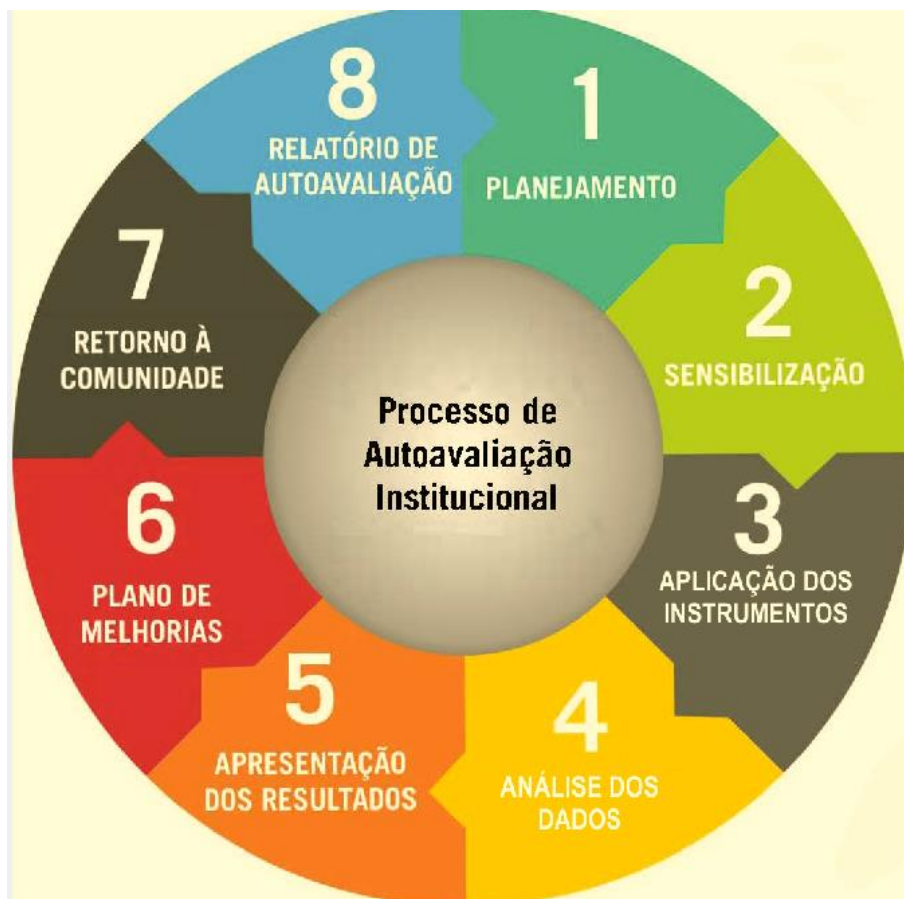 Processo de
Autoavaliação
Institucional
1
PLANEJAMENTO
2
SENSIBILIZAÇÃO
3
APLICAÇÃO DOS
INSTRUMENTOS
4
ANÁLISE DOS
DADOS
5
APRESENTAÇÃO
DOS RESULTADOS
6
PLANO DE
MELHORIAS
7
RETORNO À
COMUNIDADE
8
RELATÓRIO DE
AUTOAVALIAÇÃO